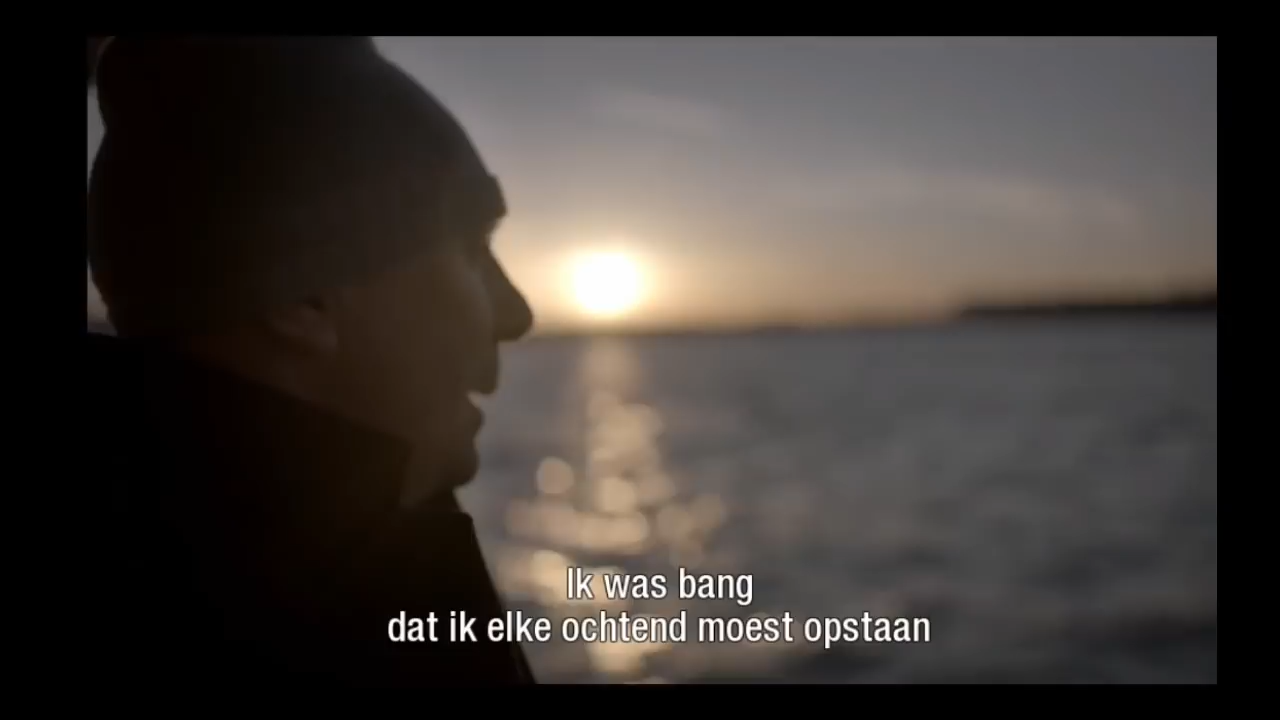 Ik was bang
dat ik elke ochtend moest opstaan